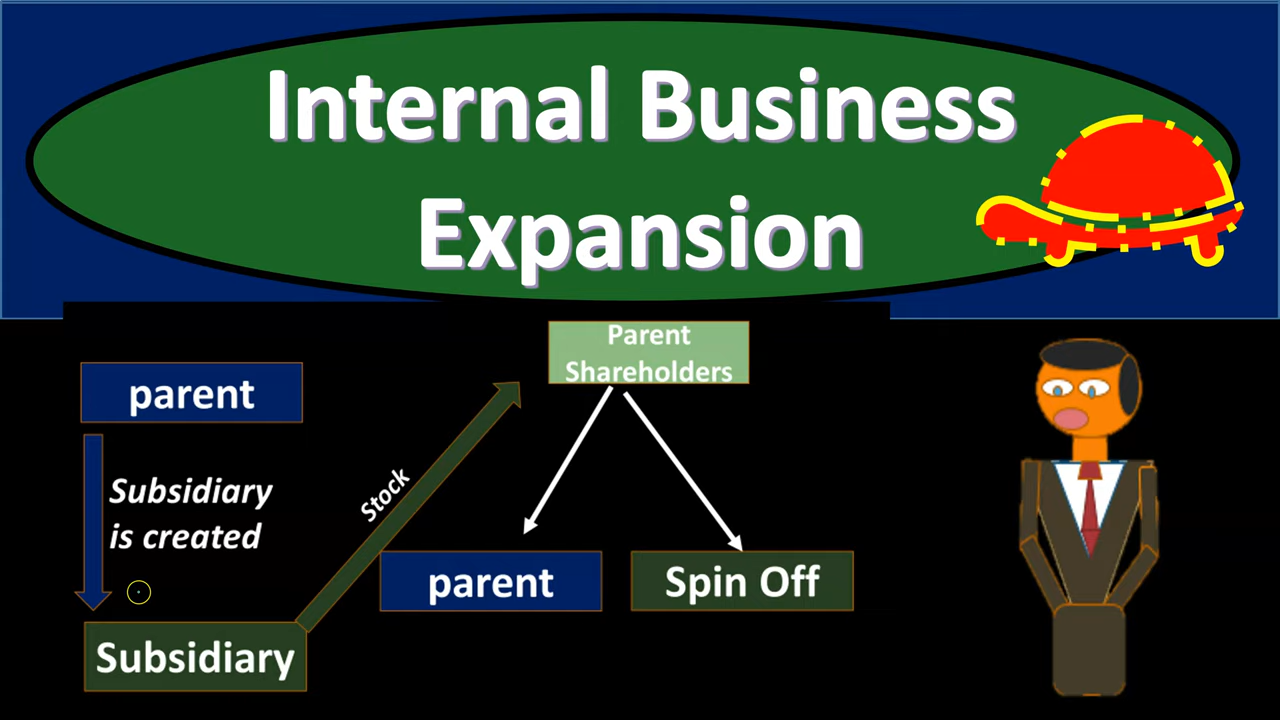 Internal Business
Expansion
parent
Subsidiary
is created
Subsidiary
Stock
Parent
Shareholders
parent
Spin Off